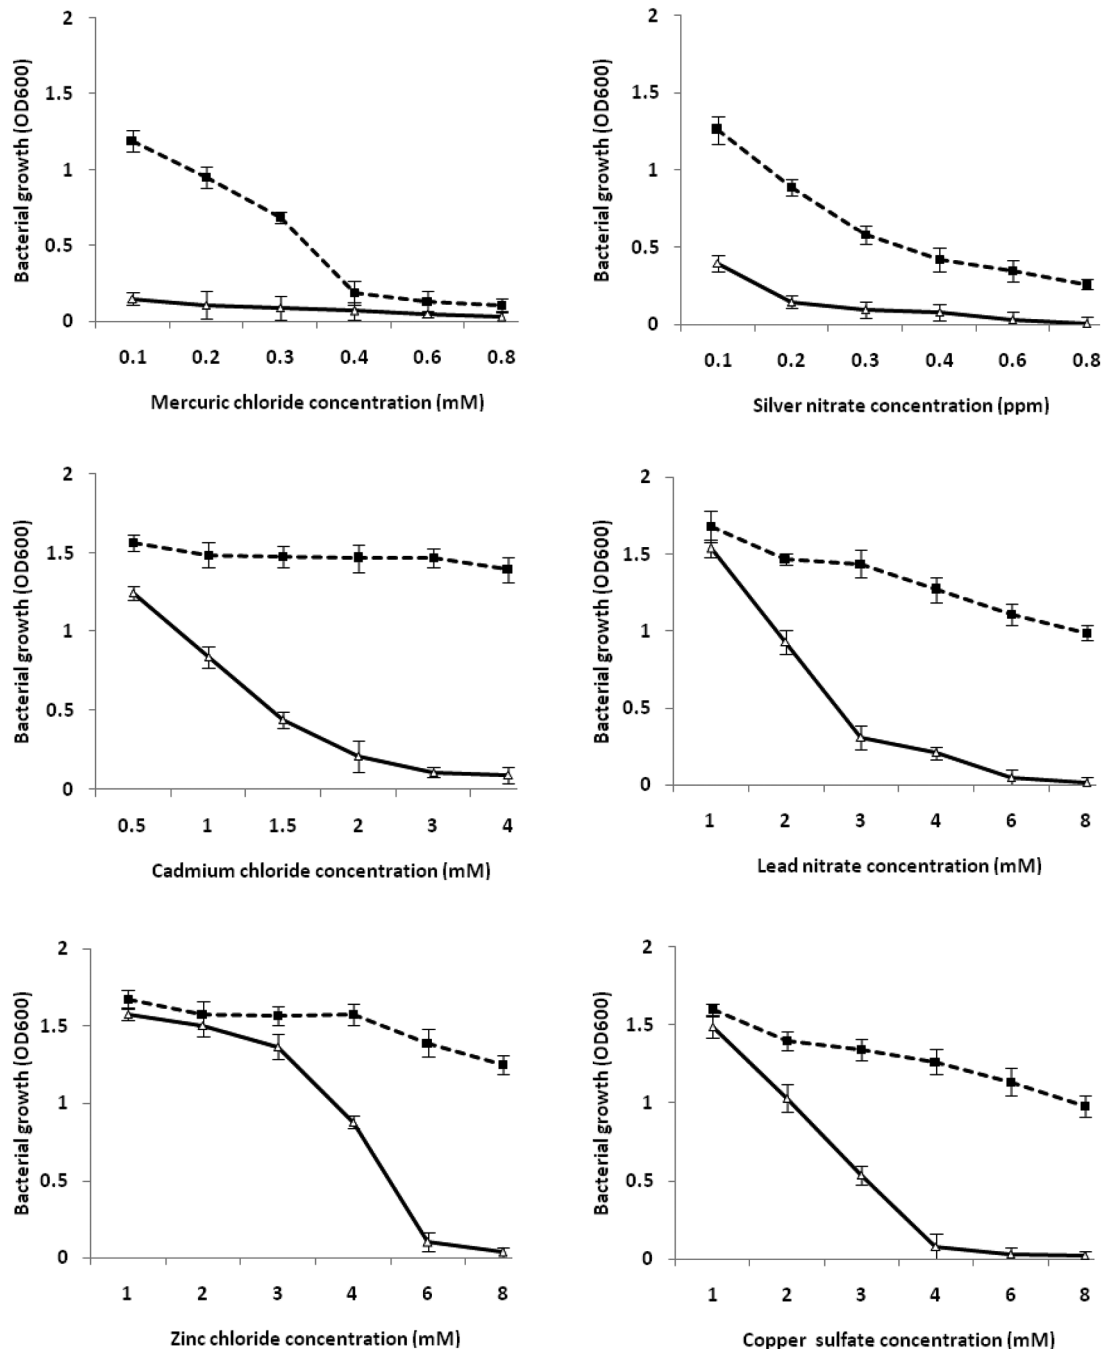 2
1.5
1
0.5
0
Bacterial growth (OD600)
0.1 0.2 0.3 0.4 0.6 0.8
Mercuric chloride concentration (mM)
2
1.5
1
0.5
0
Bacterial growth (OD600)
0.1 0.2 0.3 0.4 0.6 0.8
Silver nitrate concentration (ppm)
2
1.5
1
0.5
0
Bacterial growth (OD600)
0.5 1 1.5 2 3 4
Cadmium chloride concentration (mM)
2
1.5
1
0.5
0
Bacterial growth (OD600)
1 2 3 4 6 8
Lead nitrate concentration (mM)
2
1.5
1
0.5
0
Bacterial growth (OD600)
1 2 3 4 6 8
Zinc chloride concentration (mM)
2
1.5
1
0.5
0
Bacterial growth (OD600)
1 2 3 4 6 8
Copper sulfate concentration (mM)